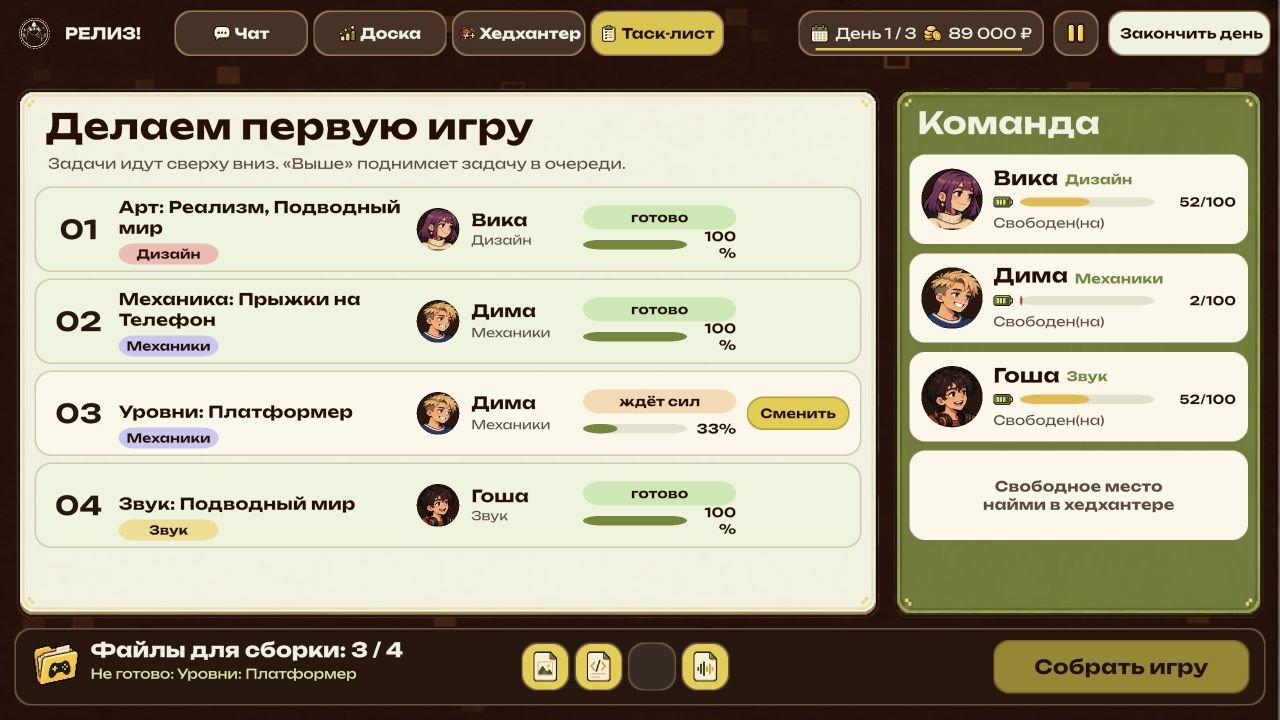 РЕЛИЗ!
Чат
Доска
Хедхантер
Таск-лист
День 1 / 3
89 000 ₽
Закончить день
Делаем первую игру
Задачи идут сверху вниз. «Выше» поднимает задачу в очереди.
01
Арт: Реализм, Подводный
мир
Дизайн
Вика
Дизайн
готово
100
%
02
Механика: Прыжки на
Телефон
Механики
Дима
Механики
готово
100
%
03
Уровни: Платформер
Механики
Дима
Механики
ждёт сил
33%
Сменить
04
Звук: Подводный мир
Звук
Гоша
Звук
готово
100
%
Команда
Вика Дизайн
52/100
Свободен(на)
Дима Механики
2/100
Свободен(на)
Гоша Звук
52/100
Свободен(на)
Свободное место
найми в хедхантере
Файлы для сборки: 3 / 4
Не готово: Уровни: Платформер
Собрать игру